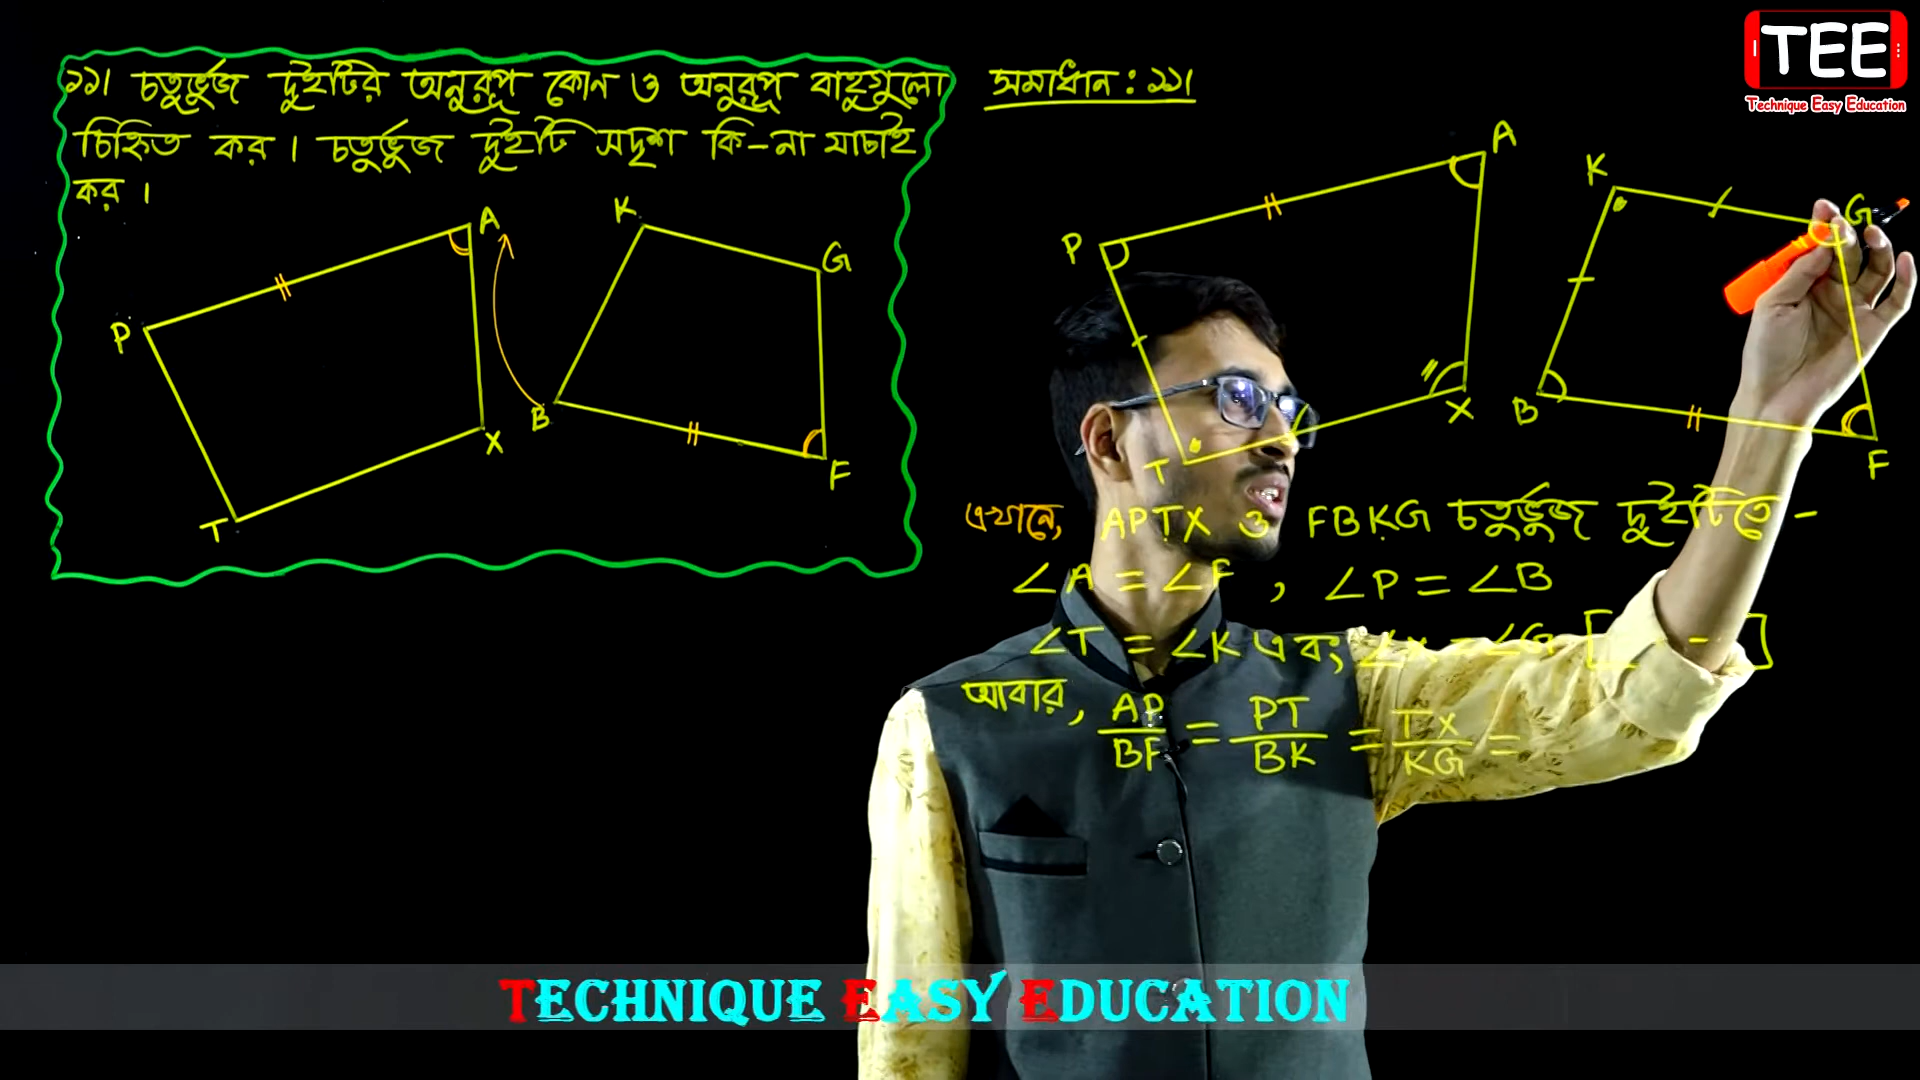 ১১। চতুর্ভুজ দুইটির অনুরূপ কোণ ও অনুরূপ বাহুগুলো
চিহ্নিত কর। চতুর্ভুজ দুইটি সদৃশ কি-না যাচাই
কর।
A
K
G
P
B
X
F
T
সমাধান: ১১।
A
K
G
P
X
B
T
F
এখানে, APTX ও FBKG চতুর্ভুজ দুইটিতে -
∠A = ∠F, ∠P = ∠B
∠T = ∠K এবং ∠X = ∠G [ - - ]
আবার, AP/BF = PT/BK = TX/KG =
TEE
Technique Easy Education
TECHNIQUE EASY EDUCATION